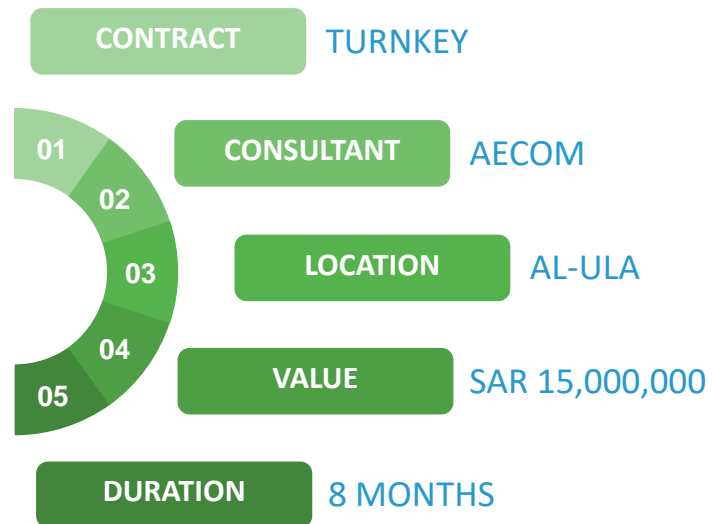 CONTRACT TURNKEY
01
CONSULTANT AECOM
02
LOCATION AL-ULA
03
VALUE SAR 15,000,000
04
05
DURATION 8 MONTHS